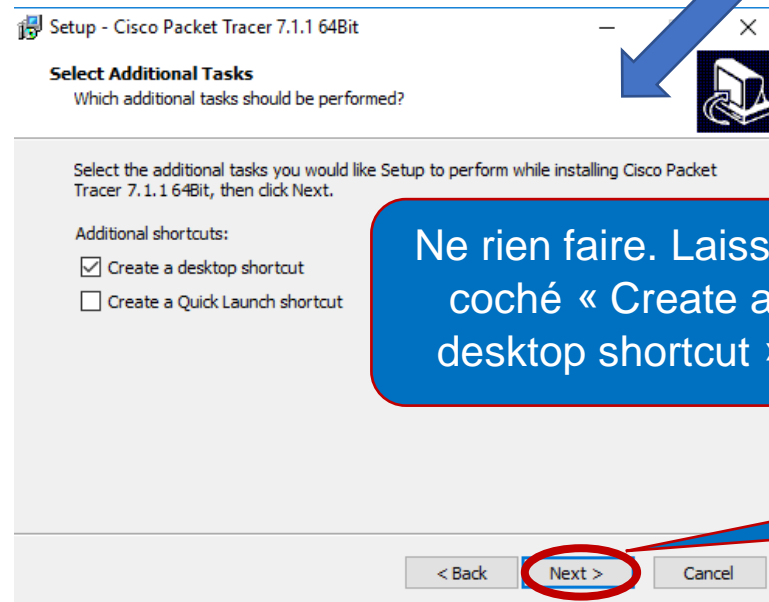 Setup - Cisco Packet Tracer 7.1.1 64Bit
Select Additional Tasks
Which additional tasks should be performed?
Select the additional tasks you would like Setup to perform while installing Cisco Packet
Tracer 7.1.1 64Bit, then click Next.
Additional shortcuts:
Create a desktop shortcut
Create a Quick Launch shortcut
Ne rien faire. Laiss
coché « Create a
desktop shortcut »
< Back Next > Cancel